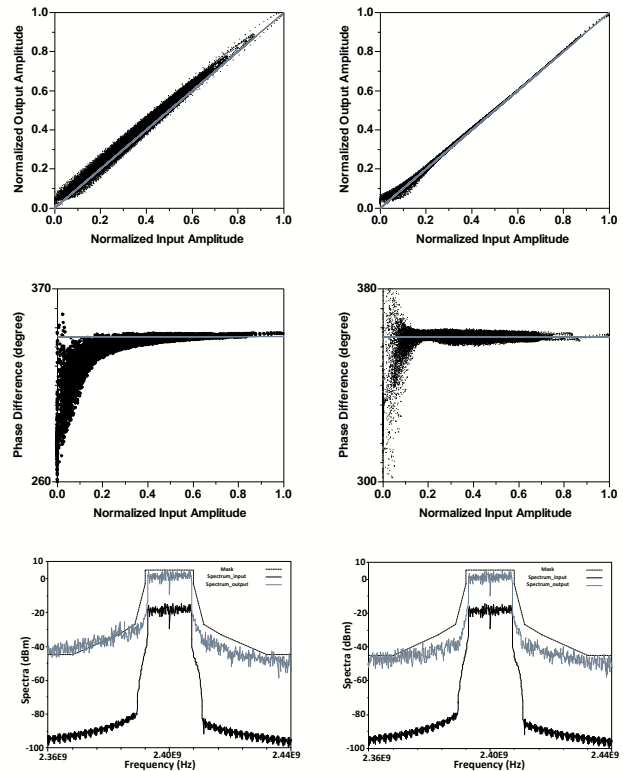 1.0
0.8
0.6
0.4
0.2
0.0
Normalized Output Amplitude
0.0 0.2 0.4 0.6 0.8 1.0
Normalized Input Amplitude
1.0
0.8
0.6
0.4
0.2
0.0
Normalized Output Amplitude
0.0 0.2 0.4 0.6 0.8 1.0
Normalized Input Amplitude
370
260
Phase Difference (degree)
0.0 0.2 0.4 0.6 0.8 1.0
Normalized Input Amplitude
380
300
Phase Difference (degree)
0.0 0.2 0.4 0.6 0.8 1.0
Normalized Input Amplitude
10
0
-20
-40
-60
-80
-100
Spectra (dBm)
Mask
Spectrum_input
Spectrum_output
2.36E9 2.40E9 2.44E9
Frequency (Hz)
10
0
-20
-40
-60
-80
-100
Spectra (dBm)
Mask
Spectrum_input
Spectrum_output
2.36E9 2.40E9 2.44E9
Frequency (Hz)